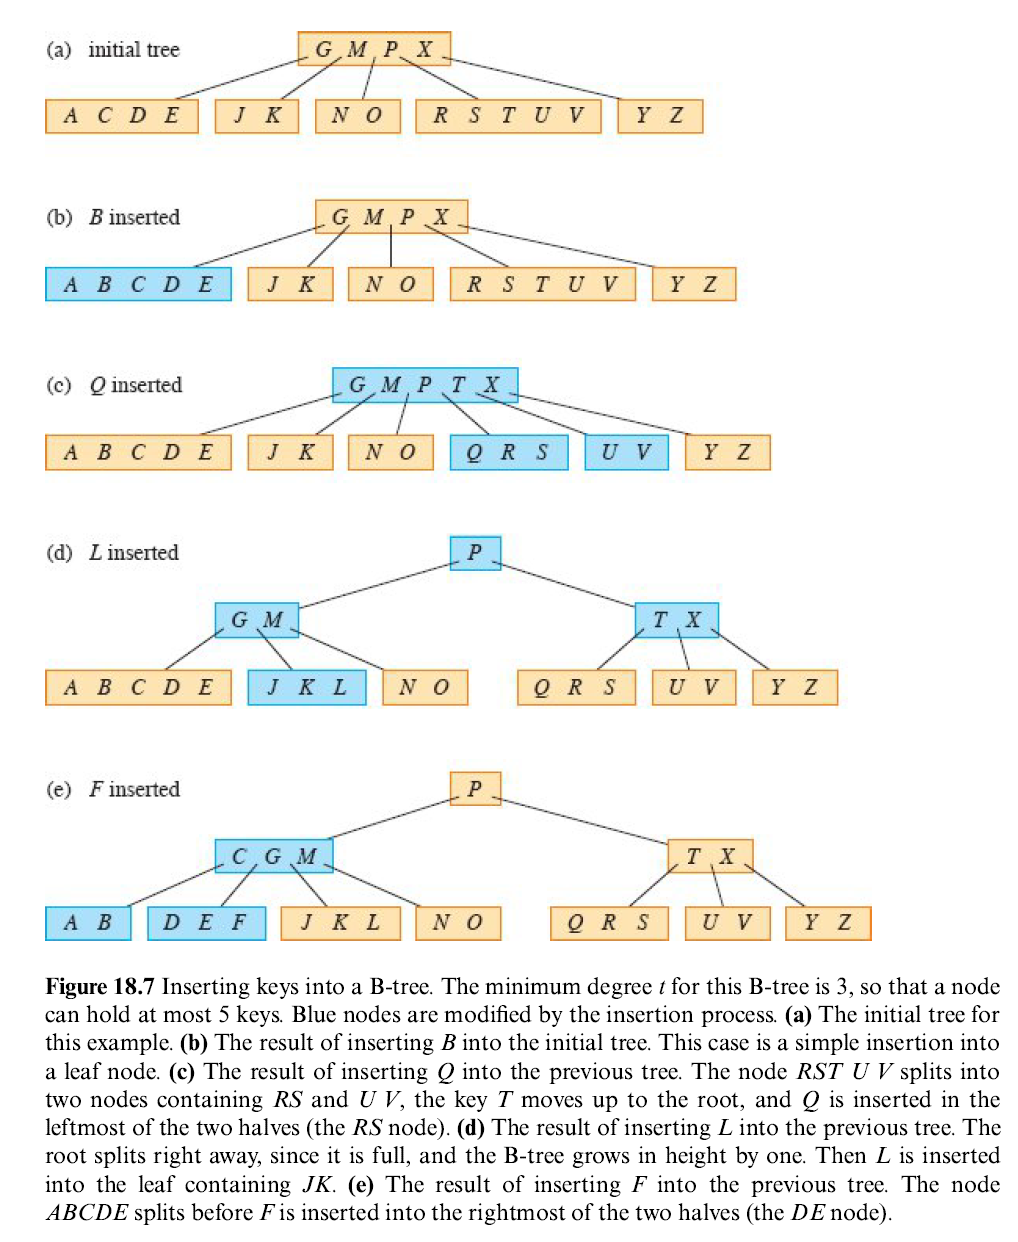 (a) initial tree
G M P X
A C D E J K N O R S T U V Y Z
(b) B inserted
G M P X
A B C D E J K N O R S T U V Y Z
(c) Q inserted
G M P T X
A B C D E J K N O Q R S U V Y Z
(d) L inserted
P
G M T X
A B C D E J K L N O Q R S U V Y Z
(e) F inserted
P
C G M T X
A B D E F J K L N O Q R S U V Y Z
Figure 18.7 Inserting keys into a B-tree. The minimum degree t for this B-tree is 3, so that a node
can hold at most 5 keys. Blue nodes are modified by the insertion process. (a) The initial tree for
this example. (b) The result of inserting B into the initial tree. This case is a simple insertion into
a leaf node. (c) The result of inserting Q into the previous tree. The node RST U V splits into
two nodes containing RS and U V, the key T moves up to the root, and Q is inserted in the
leftmost of the two halves (the RS node). (d) The result of inserting L into the previous tree. The
root splits right away, since it is full, and the B-tree grows in height by one. Then L is inserted
into the leaf containing JK. (e) The result of inserting F into the previous tree. The node
ABCDE splits before F is inserted into the rightmost of the two halves (the DE node).